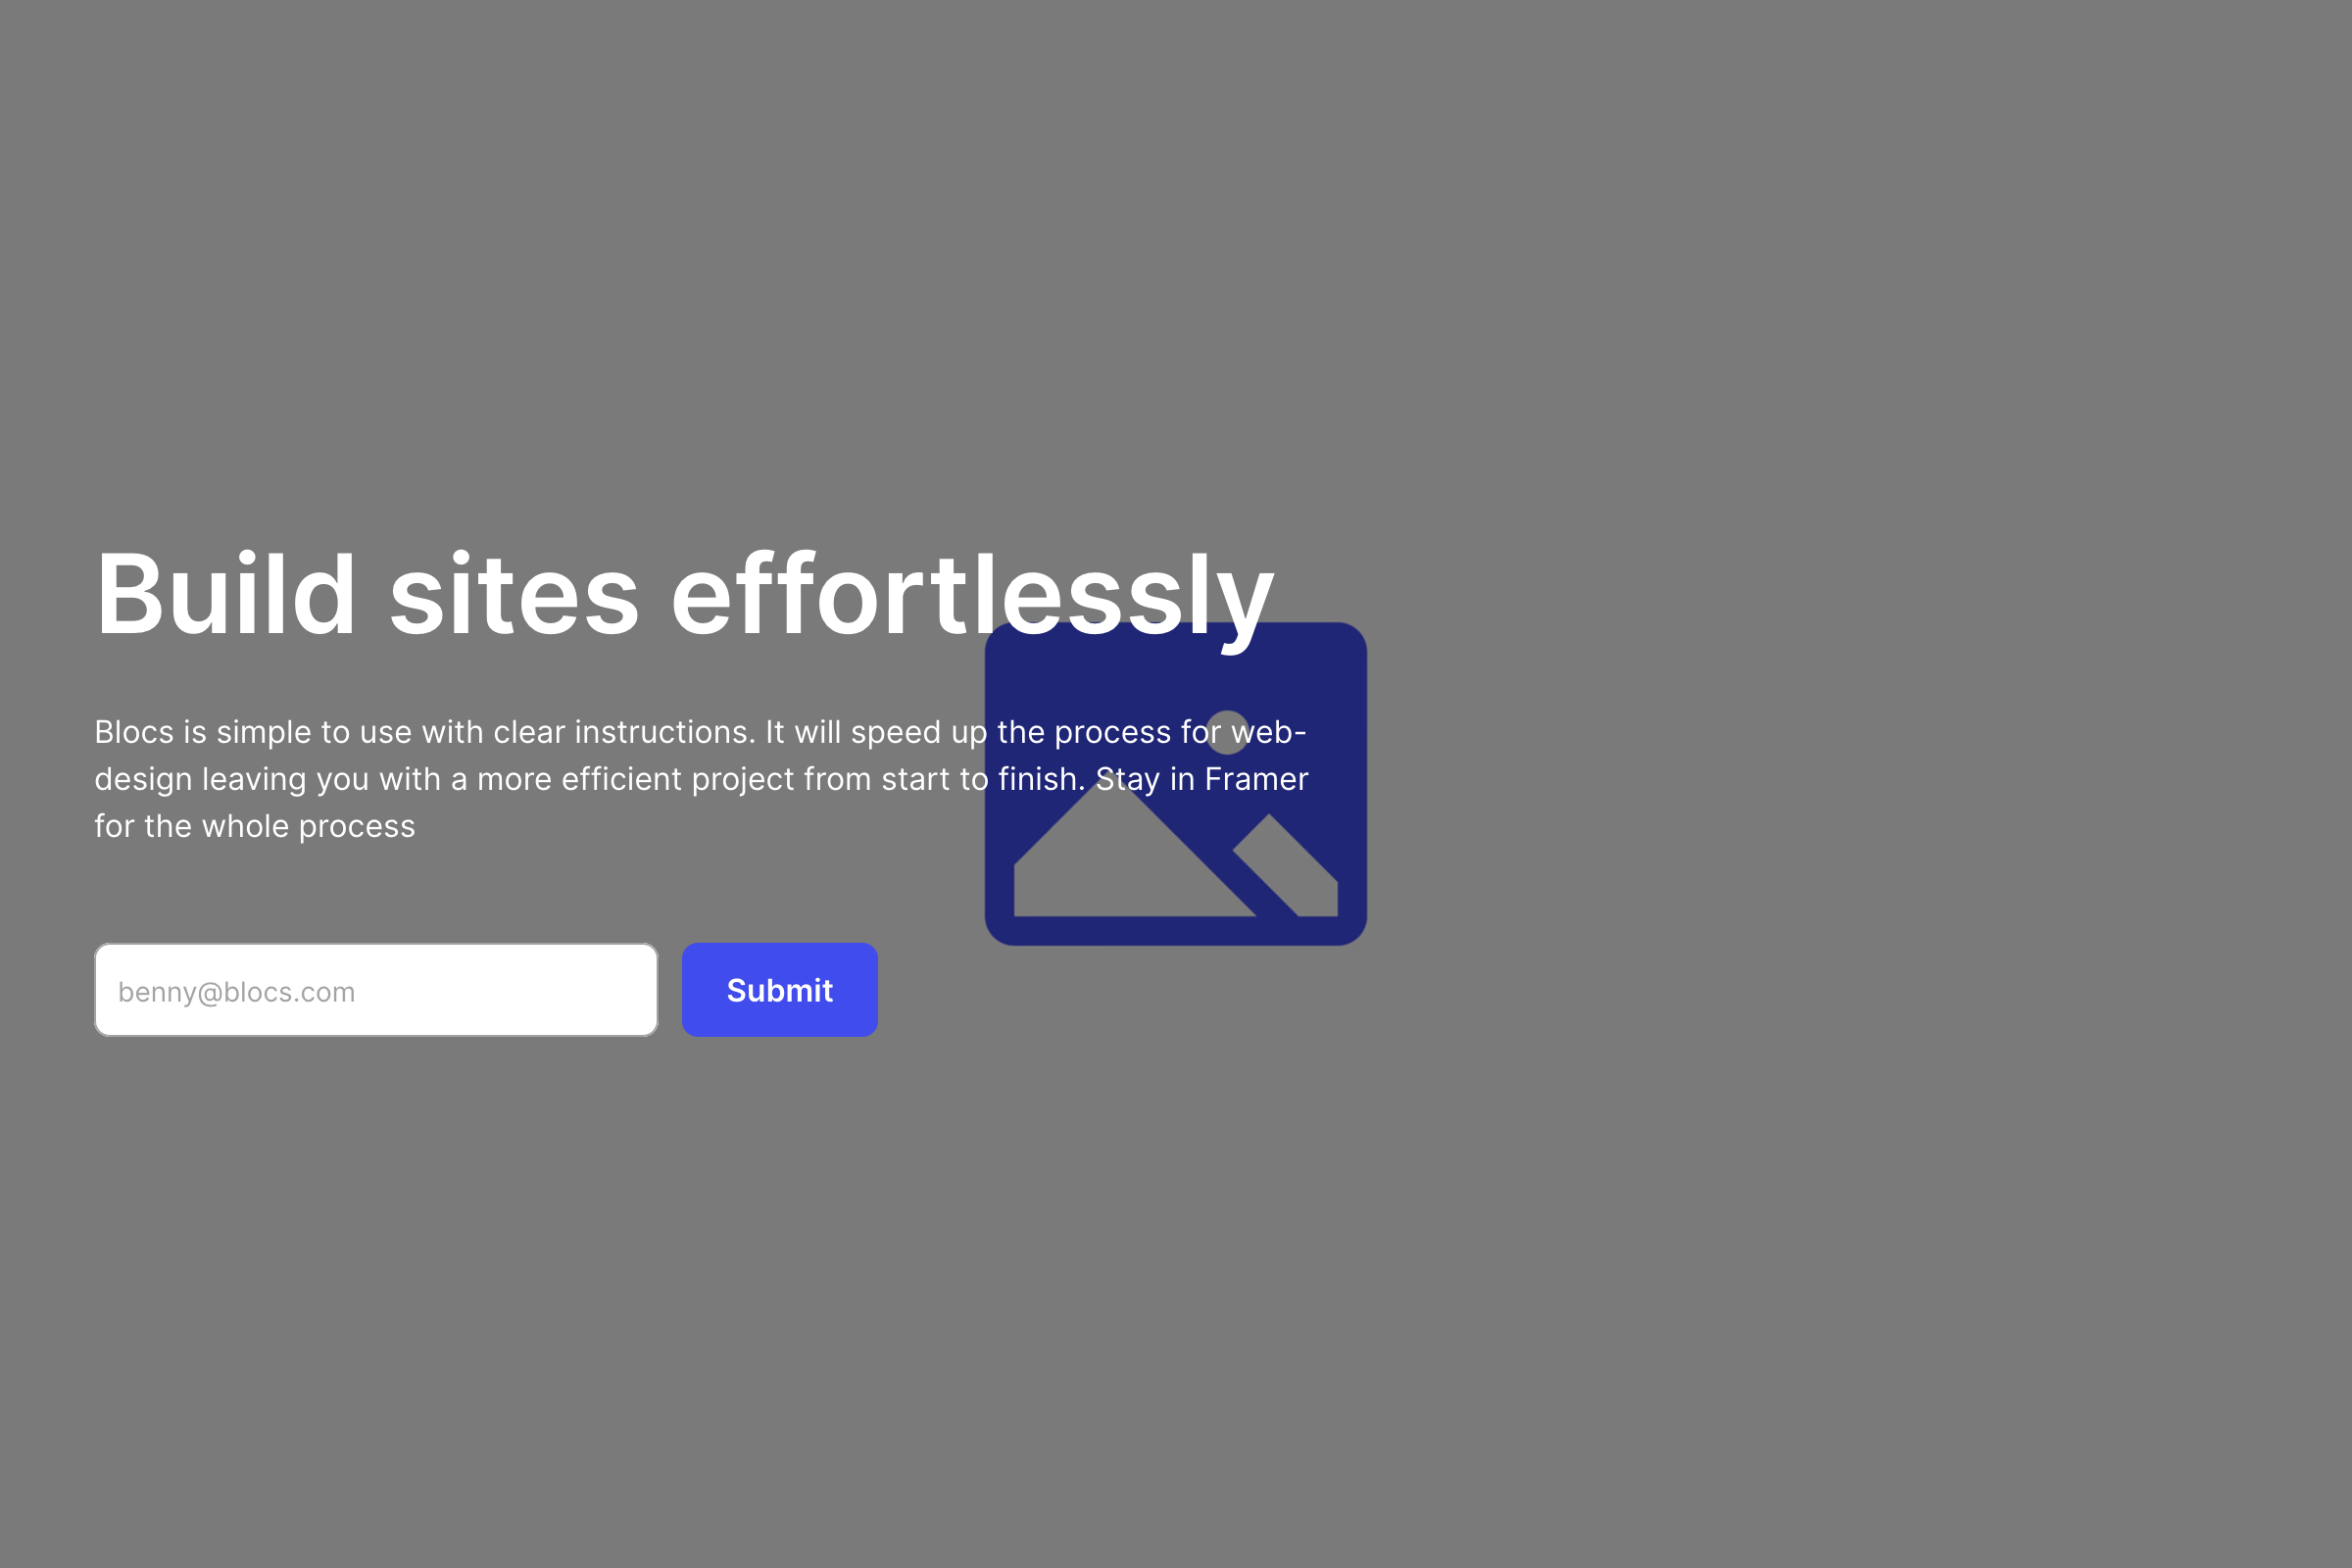 Build sites effortlessly
Blocs is simple to use with clear instructions. It will speed up the process for web-
design leaving you with a more efficient project from start to finish. Stay in Framer
for the whole process
benny@blocs.com
Submit